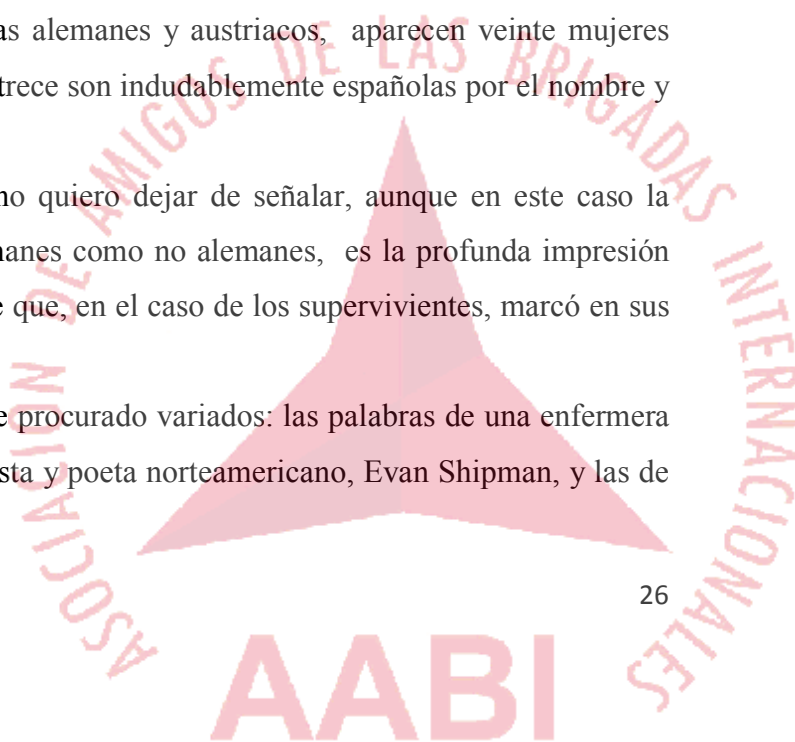 as alemanes y austriacos, aparecen veinte mujeres
trece son indudablemente españolas por el nombre y
no quiero dejar de señalar, aunque en este caso la
nanes como no alemanes, es la profunda impresión
e que, en el caso de los supervivientes, marcó en sus
e procurado variados: las palabras de una enfermera
sta y poeta norteamericano, Evan Shipman, y las de
26
ASOCIACION DE AMIGOS DE LAS BRIGADAS INTERNACIONALES
AABI